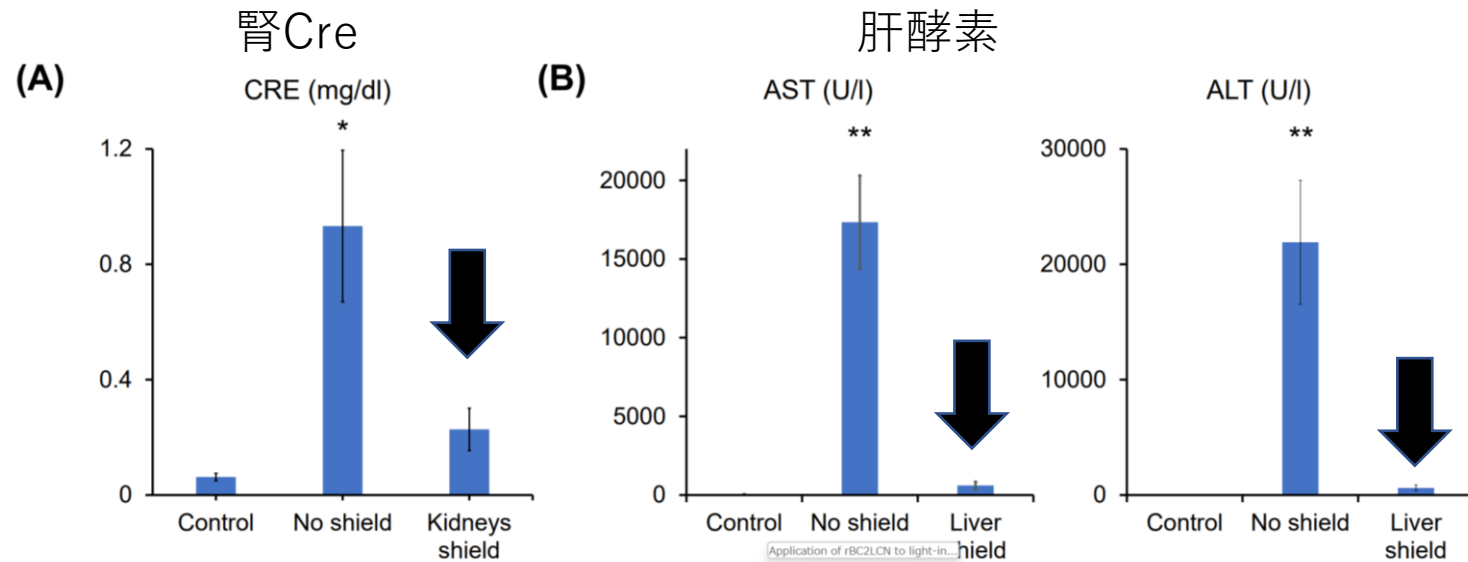 腎Cre
肝酵素
(A)
CRE (mg/dl)
*
1.2
0.8
0.4
0
Control
No shield
Kidneys
shield
(B)
AST (U/l)
**
20000
15000
10000
5000
0
Control
No shield
Liver
hield
Application of rBC2LCN to light-in...
ALT (U/l)
**
30000
20000
10000
0
Control
No shield
Liver
shield